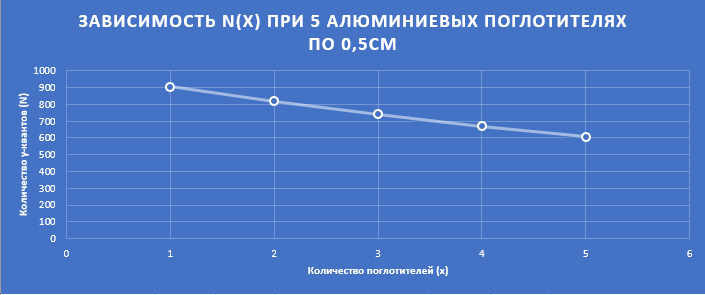 ЗАВИСИМОСТЬ N(X) ПРИ 5 АЛЮМИНИЕВЫХ ПОГЛОТИТЕЛЯХ
ПО 0,5СМ
Количество γ-квантов (N)
1000
900
800
700
600
500
400
300
200
100
0
0 1 2 3 4 5 6
Количество поглотителей (x)